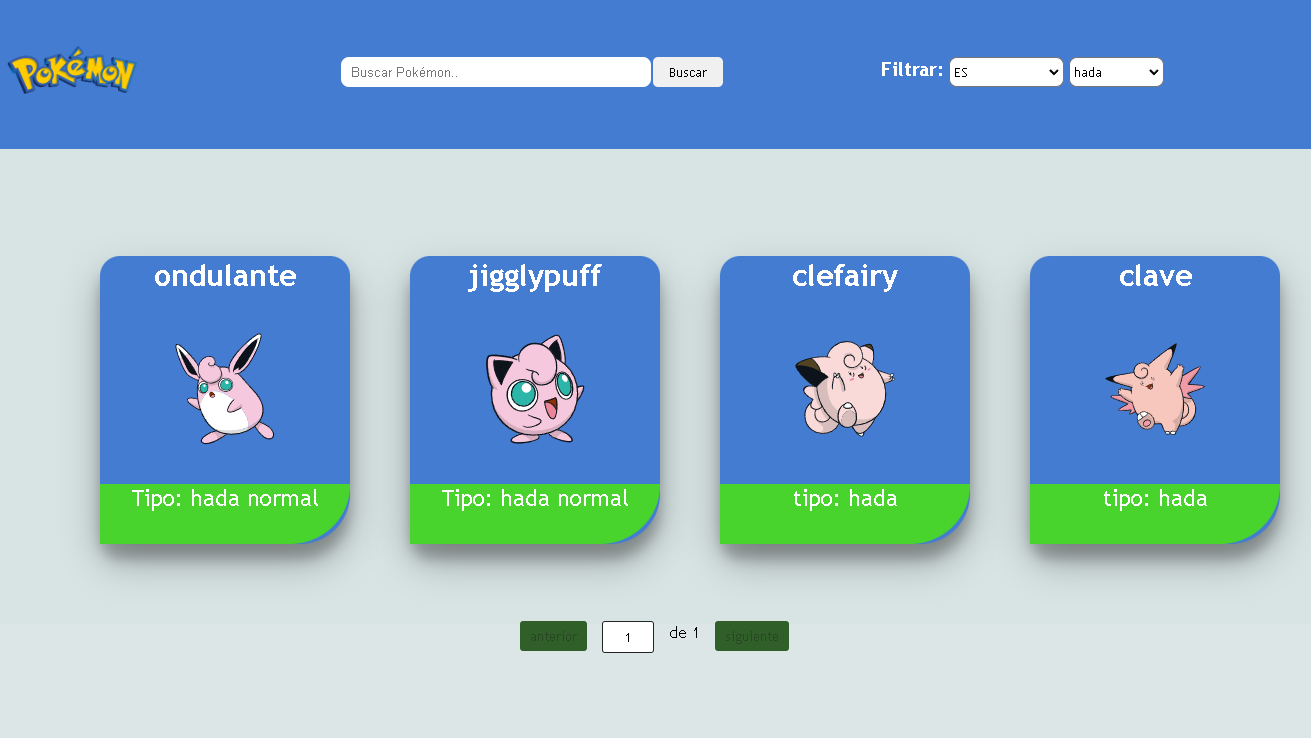 POKéMON
Buscar Pokémon..
Buscar
Filtrar:
ES
hada
ondulante
jigglypuff
clefairy
clave
Tipo: hada normal
Tipo: hada normal
tipo: hada
tipo: hada
anterior
1
de 1
siguiente